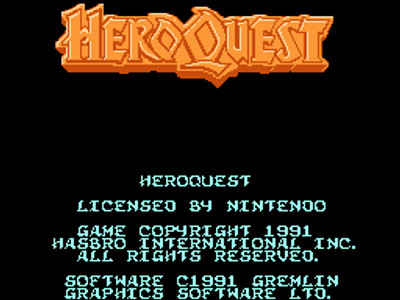 HEROQUEST
HEROQUEST
LICENSED BY NINTENDO
GAME COPYRIGHT 1991
HASBRO INTERNATIONAL INC.
ALL RIGHTS RESERVED.
SOFTWARE C1991 GREMLIN
GRAPHICS SOFTWARE LTD.